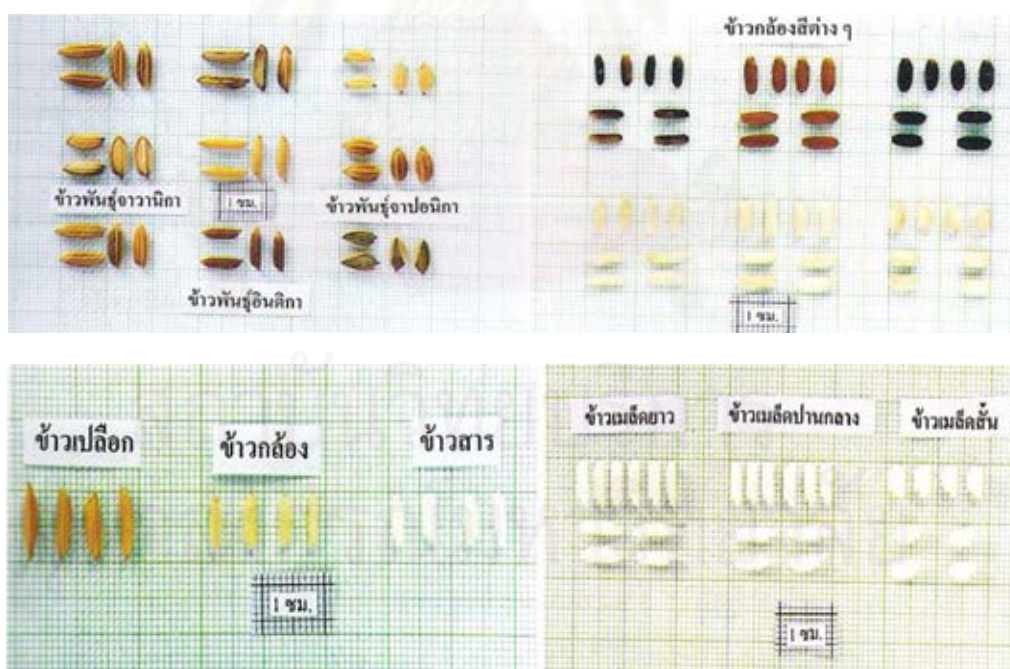 ข้าวพันธุ์จาวานิกา
1 ซม.
ข้าวพันธุ์จาปอนิกา
ข้าวพันธุ์อินดิกา
ข้าวกล้องสีต่าง ๆ
1 ซม.
ข้าวเปลือก
ข้าวกล้อง
ข้าวสาร
1 ซม.
ข้าวเมล็ดยาว
ข้าวเมล็ดปานกลาง
ข้าวเมล็ดสั้น
1 ซม.